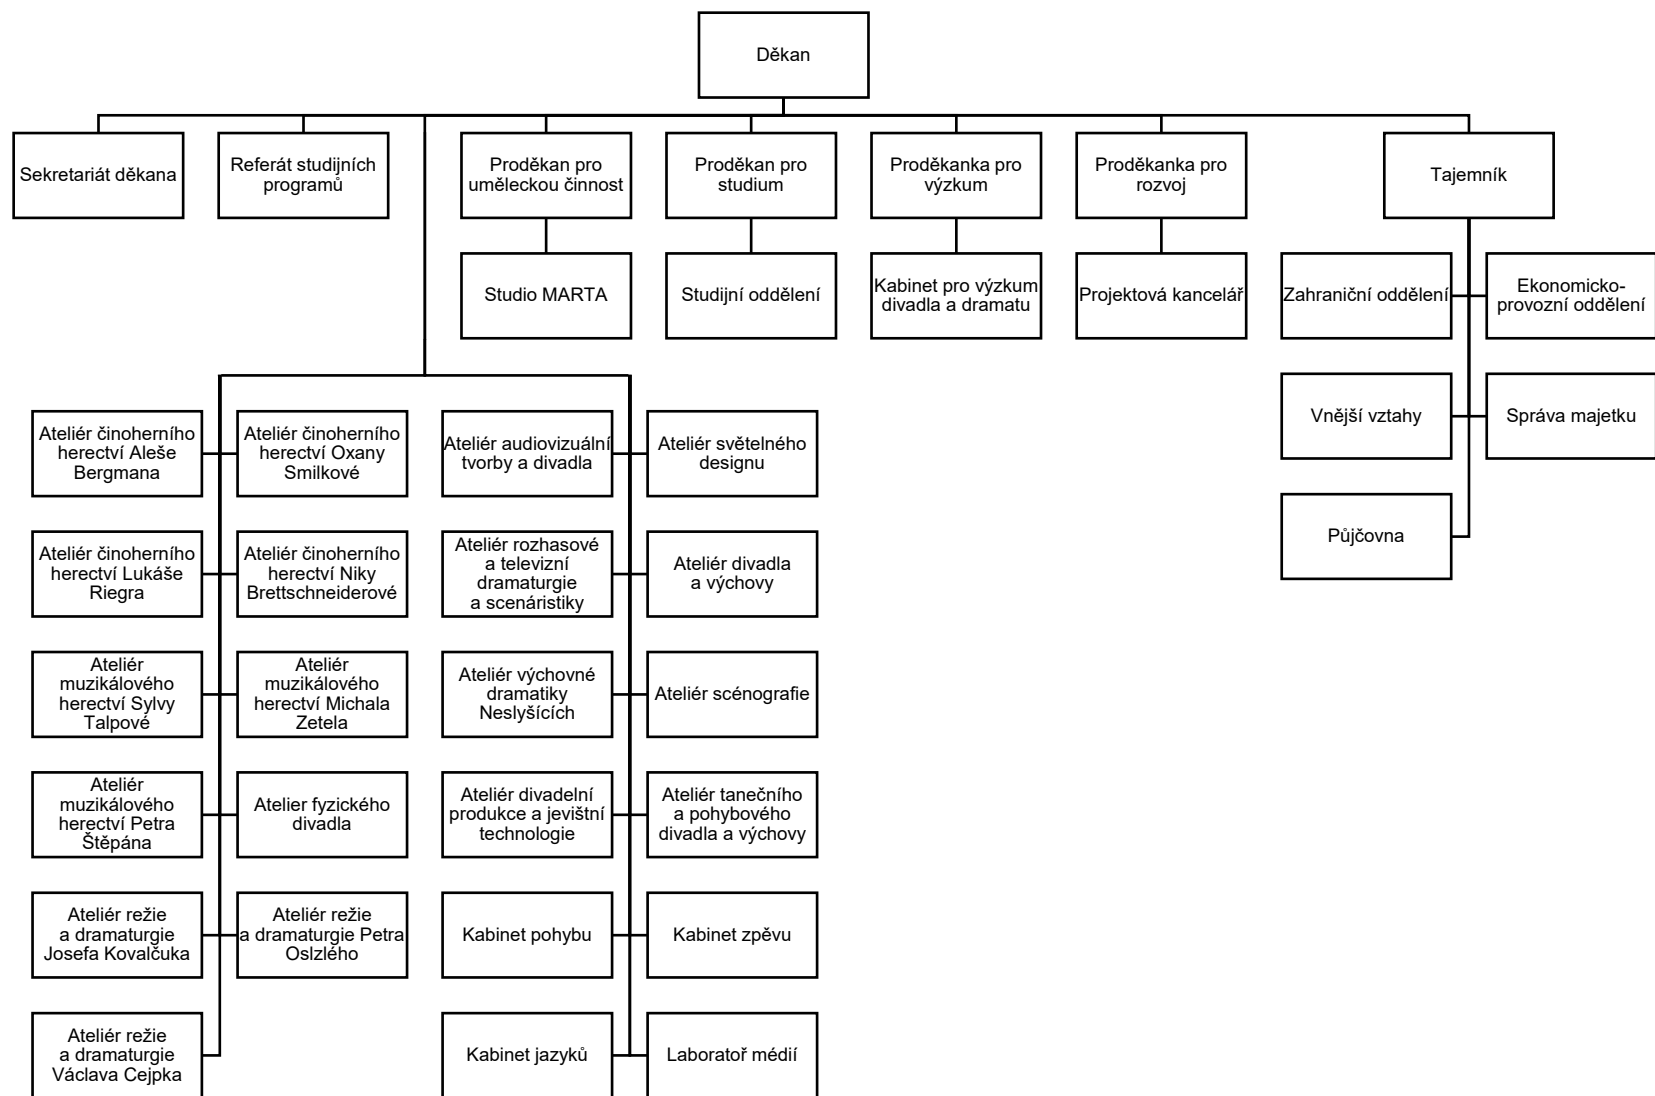 Děkan
Sekretariát děkana
Referát studijních
programů
Proděkan pro
uměleckou činnost
Proděkan pro
studium
Proděkanka pro
výzkum
Proděkanka pro
rozvoj
Tajemník
Studio MARTA
Studijní oddělení
Kabinet pro výzkum
divadla a dramatu
Projektová kancelář
Zahraniční oddělení
Ekonomicko-
provozní oddělení
Vnější vztahy
Správa majetku
Půjčovna
Ateliér činoherního
herectví Aleše
Bergmana
Ateliér činoherního
herectví Oxany
Smilkové
Ateliér audiovizuální
tvorby a divadla
Ateliér světelného
designu
Ateliér činoherního
herectví Lukáše
Riegra
Ateliér činoherního
herectví Niky
Brettschneiderové
Ateliér rozhasové
a televizní
dramaturgie
a scenáristiky
Ateliér divadla
a výchovy
Ateliér
muzikálového
herectví Sylvy
Talpové
Ateliér
muzikálového
herectví Michala
Zetela
Ateliér výchovné
dramatiky
Neslyšících
Ateliér scénografie
Ateliér
muzikálového
herectví Petra
Štěpána
Atelier fyzického
divadla
Ateliér divadelní
produkce a jevištní
technologie
Ateliér tanečního
a pohybového
divadla a výchovy
Ateliér režie
a dramaturgie
Josefa Kovalčuka
Ateliér režie
a dramaturgie Petra
Oslzlého
Kabinet pohybu
Kabinet zpěvu
Ateliér režie
a dramaturgie
Václava Cejpka
Kabinet jazyků
Laboratoř médií